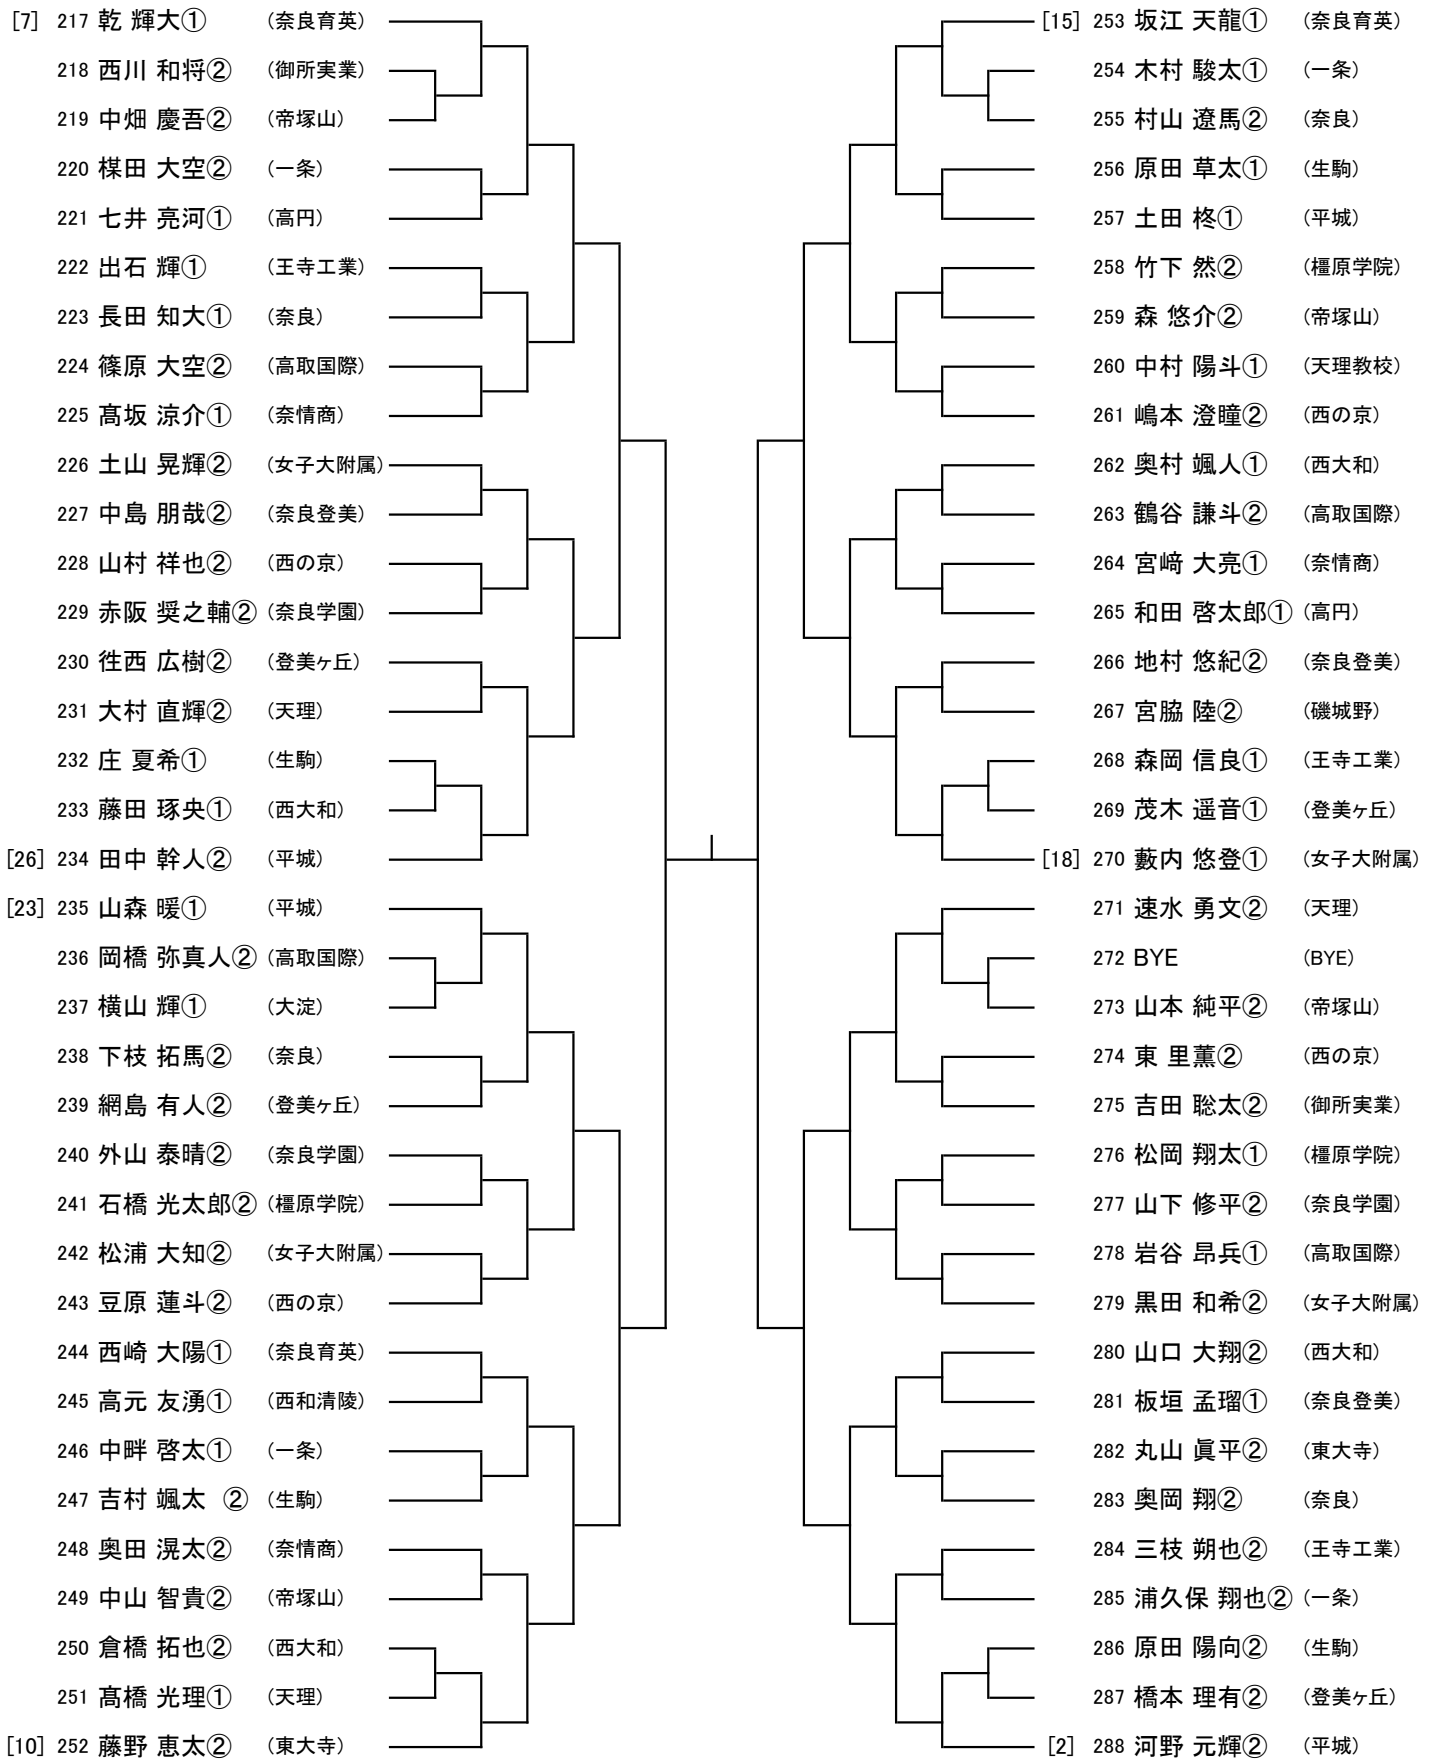 [7] 217 乾 輝大① (奈良育英)
218 西川 和将② (御所実業)
219 中畑 慶吾② (帝塚山)
220 楳田 大空② (一条)
221 七井 亮河① (高円)
222 出石 輝① (王寺工業)
223 長田 知大① (奈良)
224 篠原 大空② (高取国際)
225 髙坂 涼介① (奈情商)
226 土山 晃輝② (女子大附属)
227 中島 朋哉② (奈良登美)
228 山村 祥也② (西の京)
229 赤阪 奨之輔② (奈良学園)
230 徃西 広樹② (登美ヶ丘)
231 大村 直輝② (天理)
232 庄 夏希① (生駒)
233 藤田 琢央① (西大和)
[26] 234 田中 幹人② (平城)
[23] 235 山森 暖① (平城)
236 岡橋 弥真人② (高取国際)
237 横山 輝① (大淀)
238 下枝 拓馬② (奈良)
239 網島 有人② (登美ヶ丘)
240 外山 泰晴② (奈良学園)
241 石橋 光太郎② (橿原学院)
242 松浦 大知② (女子大附属)
243 豆原 蓮斗② (西の京)
244 西崎 大陽① (奈良育英)
245 高元 友湧① (西和清陵)
246 中畔 啓太① (一条)
247 吉村 颯太 ② (生駒)
248 奥田 滉太② (奈情商)
249 中山 智貴② (帝塚山)
250 倉橋 拓也② (西大和)
251 髙橋 光理① (天理)
[10] 252 藤野 恵太② (東大寺)
[15] 253 坂江 天龍① (奈良育英)
254 木村 駿太① (一条)
255 村山 遼馬② (奈良)
256 原田 草太① (生駒)
257 土田 柊① (平城)
258 竹下 然② (橿原学院)
259 森 悠介② (帝塚山)
260 中村 陽斗① (天理教校)
261 嶋本 澄瞳② (西の京)
262 奥村 颯人① (西大和)
263 鶴谷 謙斗② (高取国際)
264 宮﨑 大亮① (奈情商)
265 和田 啓太郎① (高円)
266 地村 悠紀② (奈良登美)
267 宮脇 陸② (磯城野)
268 森岡 信良① (王寺工業)
269 茂木 遥音① (登美ヶ丘)
[18] 270 藪内 悠登① (女子大附属)
271 速水 勇文② (天理)
272 BYE (BYE)
273 山本 純平② (帝塚山)
274 東 里薫② (西の京)
275 吉田 聡太② (御所実業)
276 松岡 翔太① (橿原学院)
277 山下 修平② (奈良学園)
278 岩谷 昂兵① (高取国際)
279 黒田 和希② (女子大附属)
280 山口 大翔② (西大和)
281 板垣 孟瑠① (奈良登美)
282 丸山 眞平② (東大寺)
283 奥岡 翔② (奈良)
284 三枝 朔也② (王寺工業)
285 浦久保 翔也② (一条)
286 原田 陽向② (生駒)
287 橋本 理有② (登美ヶ丘)
[2] 288 河野 元輝② (平城)